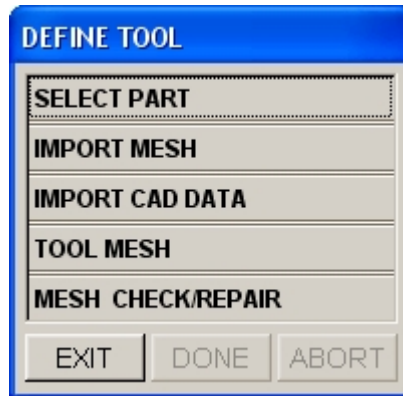 DEFINE TOOL
SELECT PART
IMPORT MESH
IMPORT CAD DATA
TOOL MESH
MESH CHECK/REPAIR
EXIT DONE ABORT